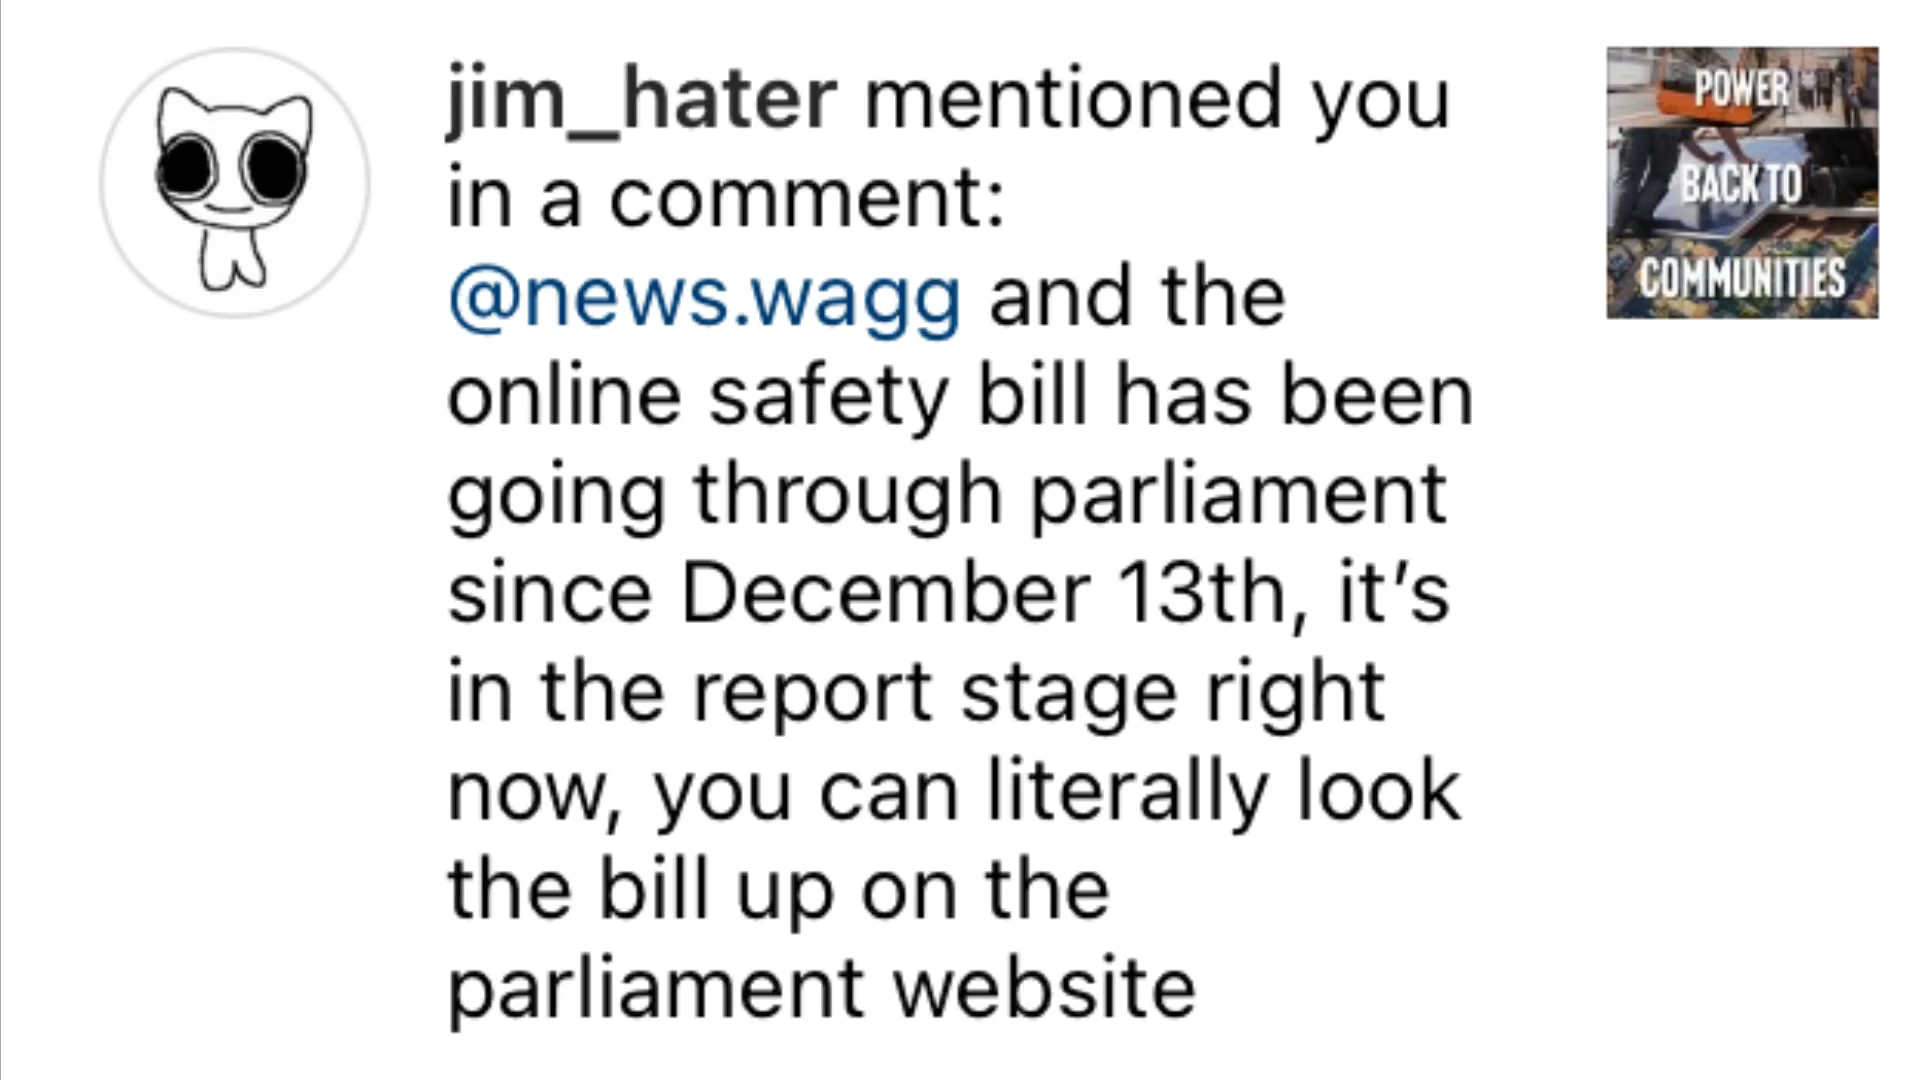 jim_hater mentioned you
in a comment:
@news.wagg and the
online safety bill has been
going through parliament
since December 13th, it’s
in the report stage right
now, you can literally look
the bill up on the
parliament website
POWER
BACK TO
COMMUNITIES